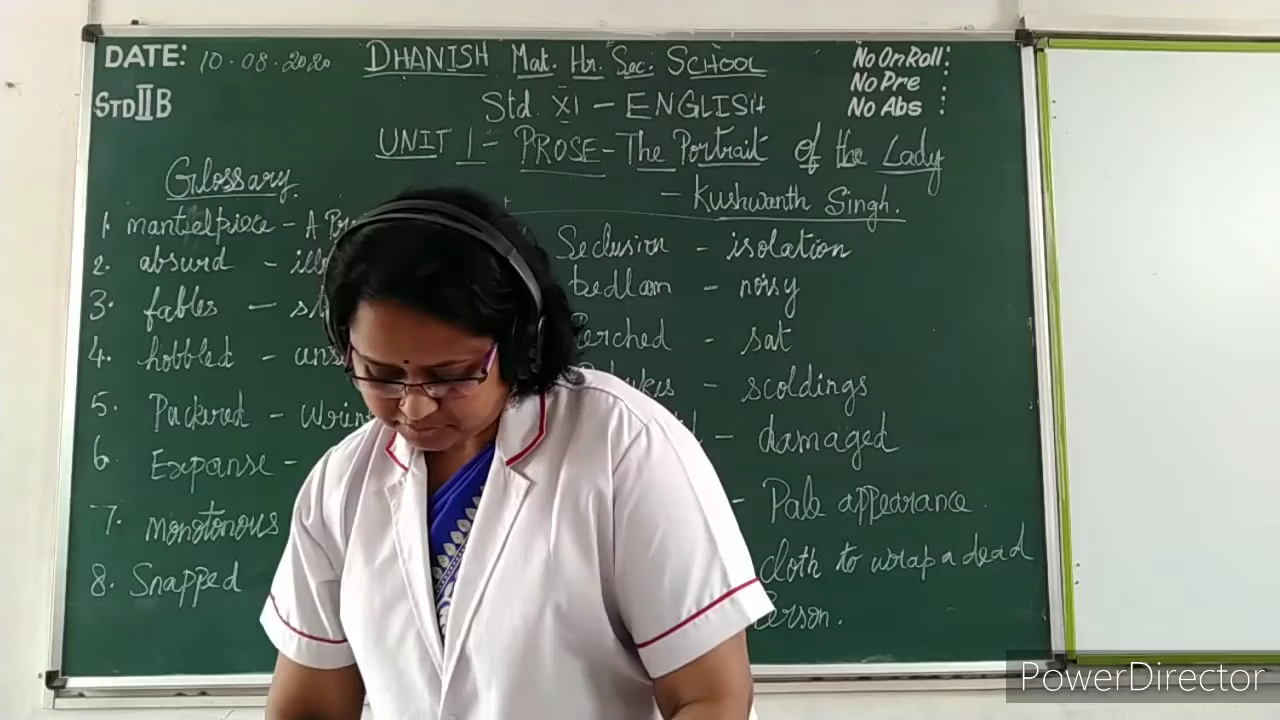 DATE: 10.08.2020
STD II B
DHANISH Mat. Hr. Sec. SCHOOL
Std. XI - ENGLISH
UNIT 1 - PROSE - The Portrait of the Lady
- Kushwanth Singh.
No On Roll :
No Pre :
No Abs :
Glossary
1. mantelpiece - A
2. absurd -
3. fables -
4. hobbled -
5. Puckered -
6. Expanse -
7. monotonous
8. Snapped
Seclusion - isolation
bedlam - noisy
Perched - sat
- scoldings
- damaged
- Pale appearance.
cloth to wrap a dead
Person.
PowerDirector